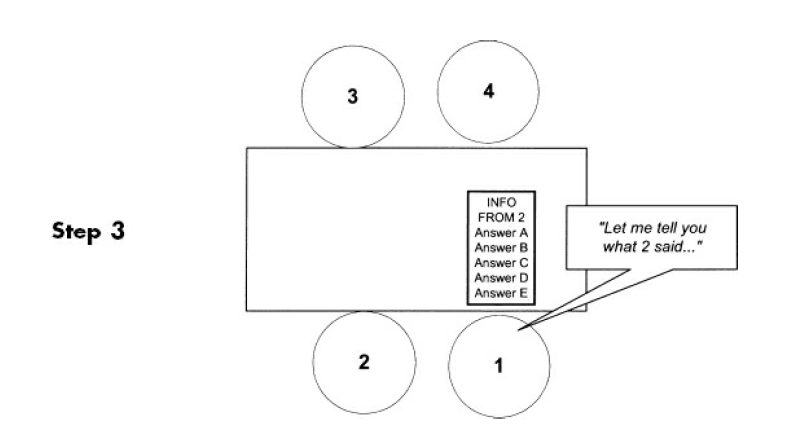 3
4
Step 3
INFO
FROM 2
Answer A
Answer B
Answer C
Answer D
Answer E
"Let me tell you
what 2 said..."
2
1